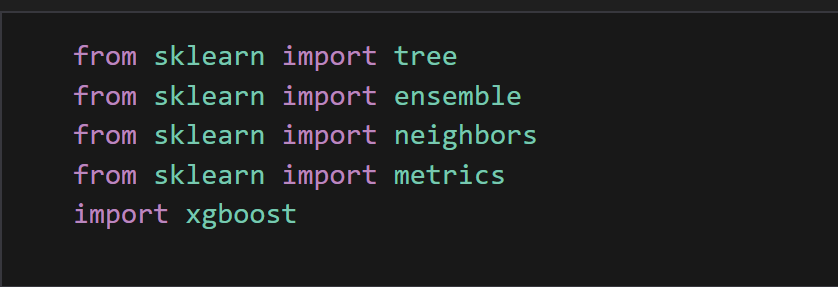 from sklearn import tree
from sklearn import ensemble
from sklearn import neighbors
from sklearn import metrics
import xgboost